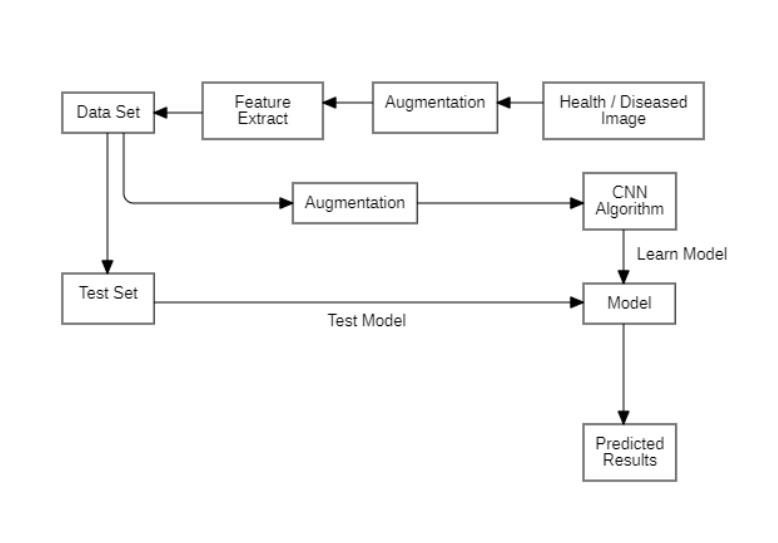 Data Set
Feature
Extract
Augmentation
Health / Diseased
Image
Augmentation
CNN
Algorithm
Learn Model
Test Set
Test Model
Model
Predicted
Results